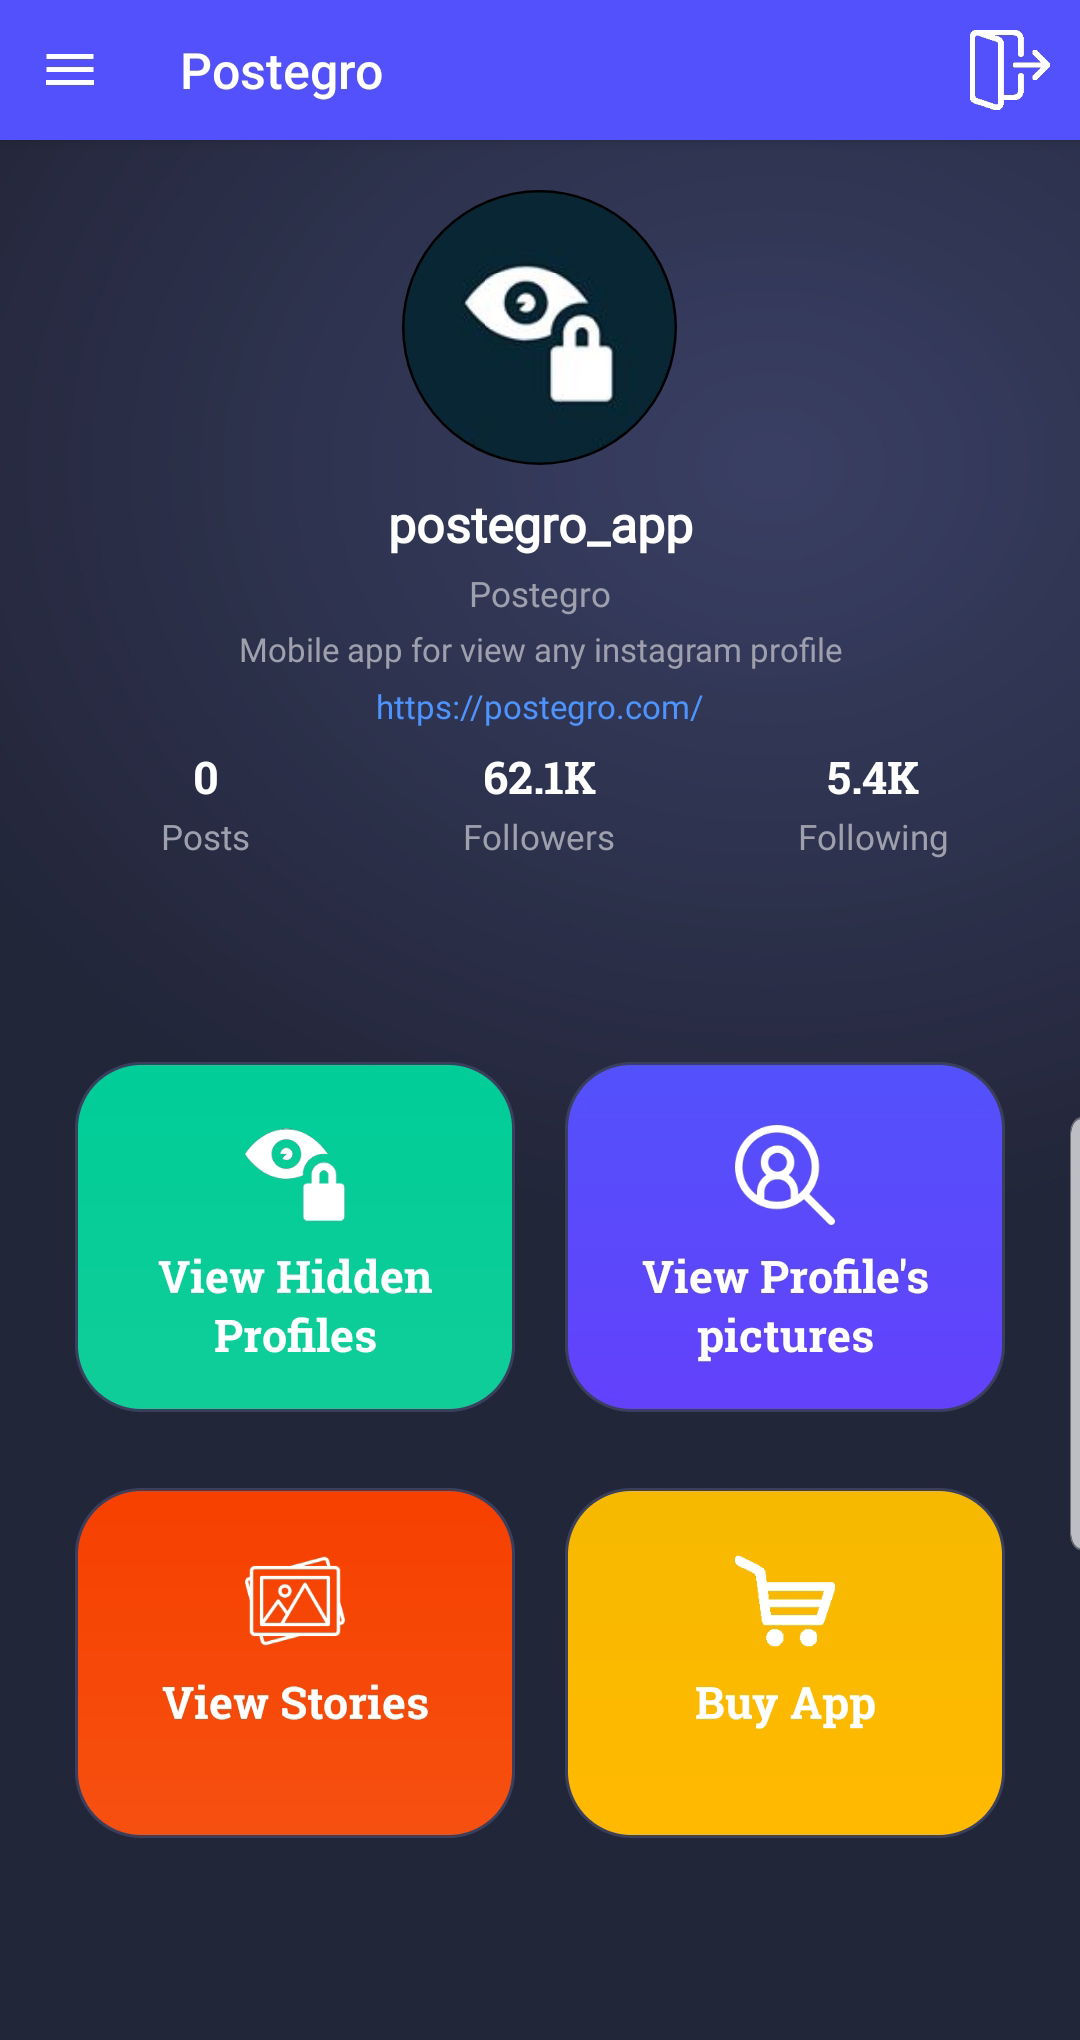 Postegro
postegro_app
Postegro
Mobile app for view any instagram profile
https://postegro.com/
0 62.1K 5.4K
Posts Followers Following
View Hidden
Profiles
View Profile's
pictures
View Stories
Buy App